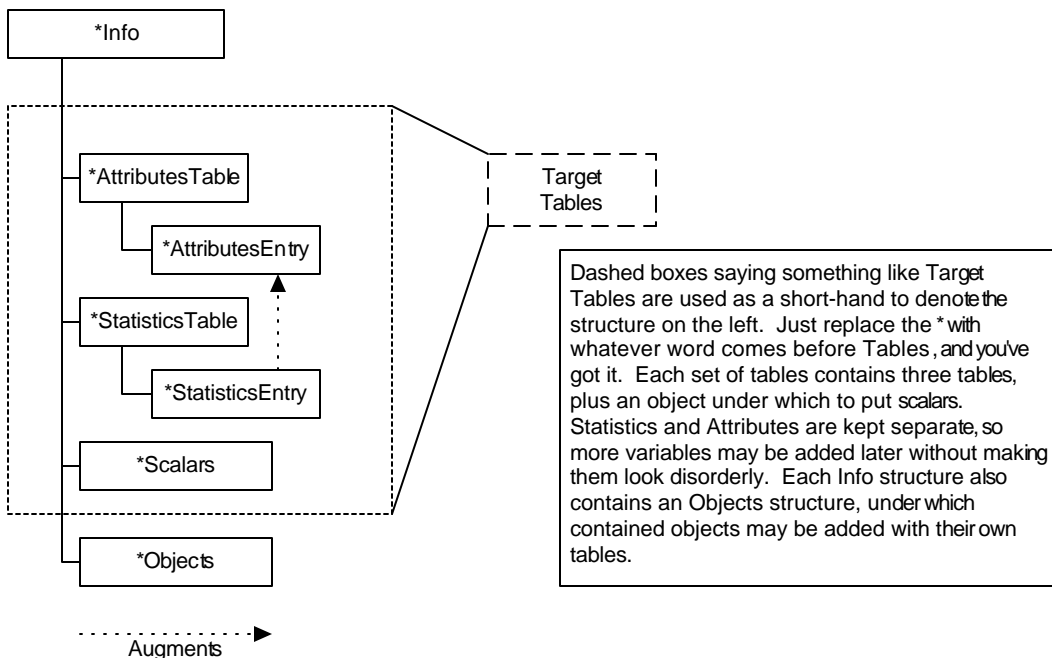 *Info
*AttributesTable
*AttributesEntry
*StatisticsTable
*StatisticsEntry
*Scalars
*Objects
Augments
Target
Tables
Dashed boxes saying something like Target
Tables are used as a short-hand to denote the
structure on the left.  Just replace the * with
whatever word comes before Tables, and you've
got it.  Each set of tables contains three tables,
plus an object under which to put scalars.
Statistics and Attributes are kept separate, so
more variables may be added later without making
them look disorderly.  Each Info structure also
contains an Objects structure, under which
contained objects may be added with their own
tables.